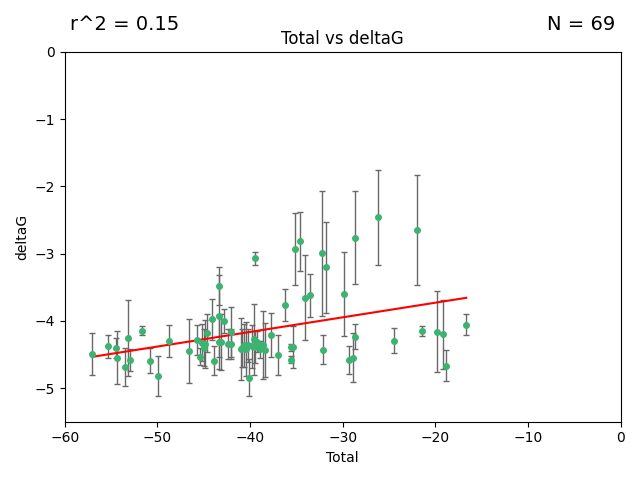 r^2 = 0.15
N = 69
Total vs deltaG
0
−1
−2
−3
−4
−5
deltaG
−60 −50 −40 −30 −20 −10 0
Total